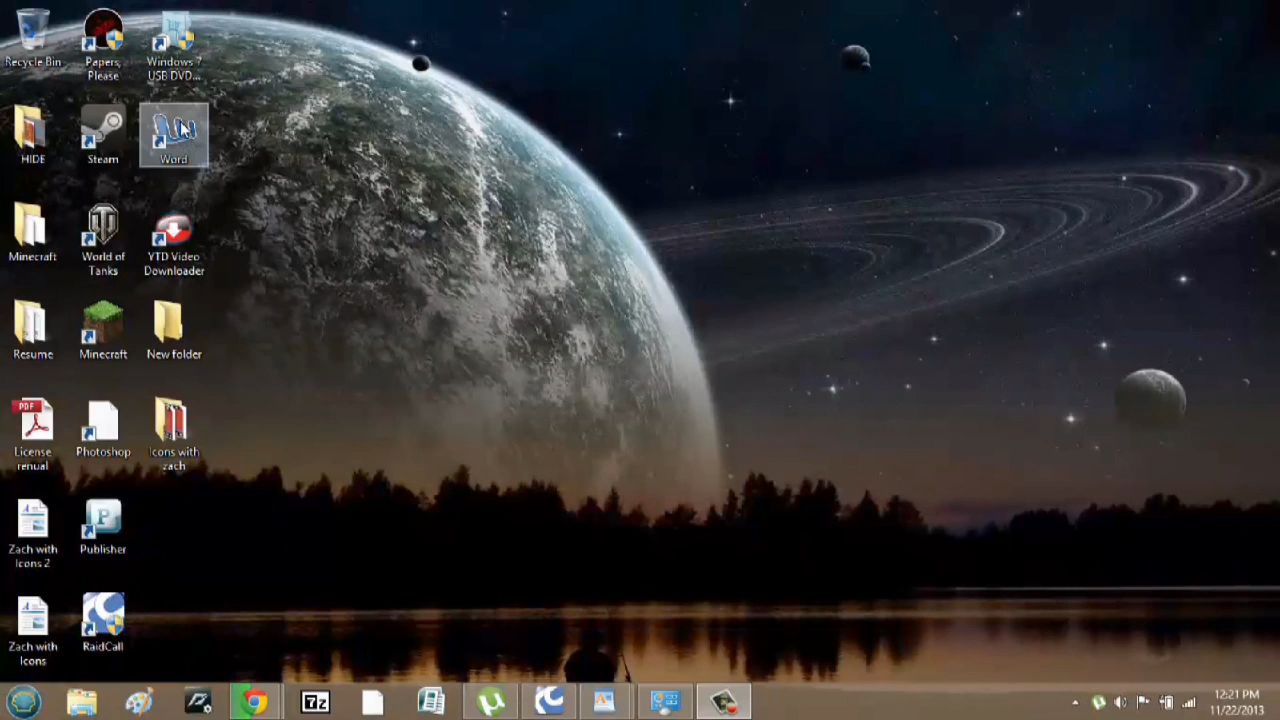 Recycle Bin
Papers,
Please
Windows 7
USB DVD...
HIDE
Steam
Word
Minecraft
World of
Tanks
YTD Video
Downloader
Resume
Minecraft
New folder
PDF
License
renual
Photoshop
Icons with
zach
Zach with
Icons 2
P
Publisher
Zach with
Icons
RaidCall
7z
12:21 PM
11/22/2013